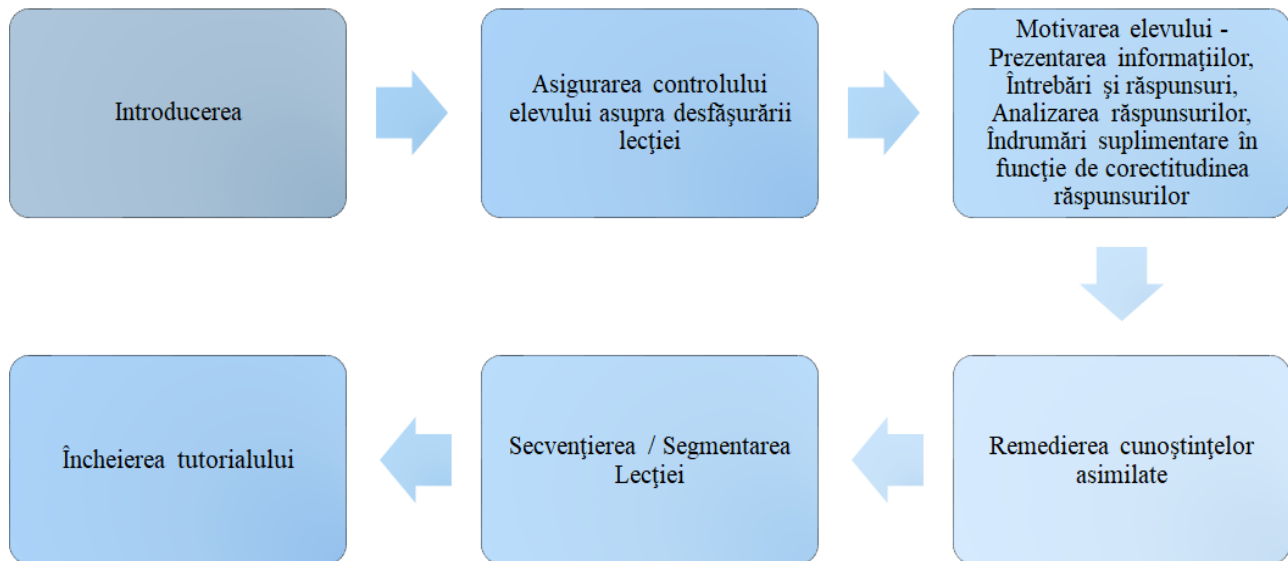 Introducerea
Asigurarea controlului
elevului asupra desfăşurării
lecţiei
Motivarea elevului -
Prezentarea informaţiilor,
Întrebări şi răspunsuri,
Analizarea răspunsurilor,
Îndrumări suplimentare în
funcţie de corectitudinea
răspunsurilor
Remedierea cunoştinţelor
asimilate
Secvenţierea / Segmentarea
Lecţiei
Încheierea tutorialului